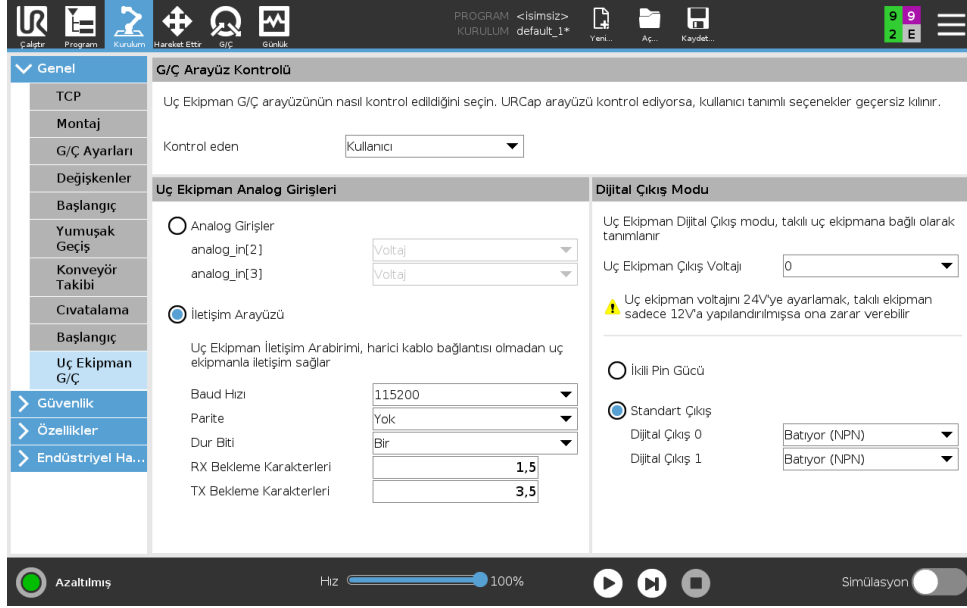 UR
Çalıştır
Program
Kurulum
Hareket Ettir
G/Ç
Günlük
PROGRAM <isimsiz>
KURULUM default_1*
Yeni...
Aç...
Kaydet...
9 9
2 E
Genel
TCP
Montaj
G/Ç Ayarları
Değişkenler
Başlangıç
Yumuşak
Geçiş
Konveyör
Takibi
Cıvatalama
Başlangıç
Uç Ekipman
G/Ç
Güvenlik
Özellikler
Endüstriyel Ha...
G/Ç Arayüz Kontrolü
Uç Ekipman G/Ç arayüzünün nasıl kontrol edildiğini seçin. URCap arayüzü kontrol ediyorsa, kullanıcı tanımlı seçenekler geçersiz kılınır.
Kontrol eden Kullanıcı
Uç Ekipman Analog Girişleri
Analog Girişler
analog_in[2] Voltaj
analog_in[3] Voltaj
İletişim Arayüzü
Uç Ekipman İletişim Arabirimi, harici kablo bağlantısı olmadan uç
ekipmanla iletişim sağlar
Baud Hızı 115200
Parite Yok
Dur Biti Bir
RX Bekleme Karakterleri 1,5
TX Bekleme Karakterleri 3,5
Dijital Çıkış Modu
Uç Ekipman Dijital Çıkış modu, takılı uç ekipmana bağlı olarak
tanımlanır
Uç Ekipman Çıkış Voltajı 0
Uç ekipman voltajını 24V'ye ayarlamak, takılı ekipman
sadece 12V'a yapılandırılmışsa ona zarar verebilir
İkili Pin Gücü
Standart Çıkış
Dijital Çıkış 0 Batıyor (NPN)
Dijital Çıkış 1 Batıyor (NPN)
Azaltılmış
Hız 100%
Simülasyon